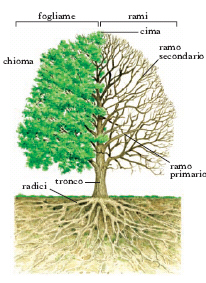 fogliame
rami
cima
ramo
secondario
chioma
ramo
primario
tronco
radici